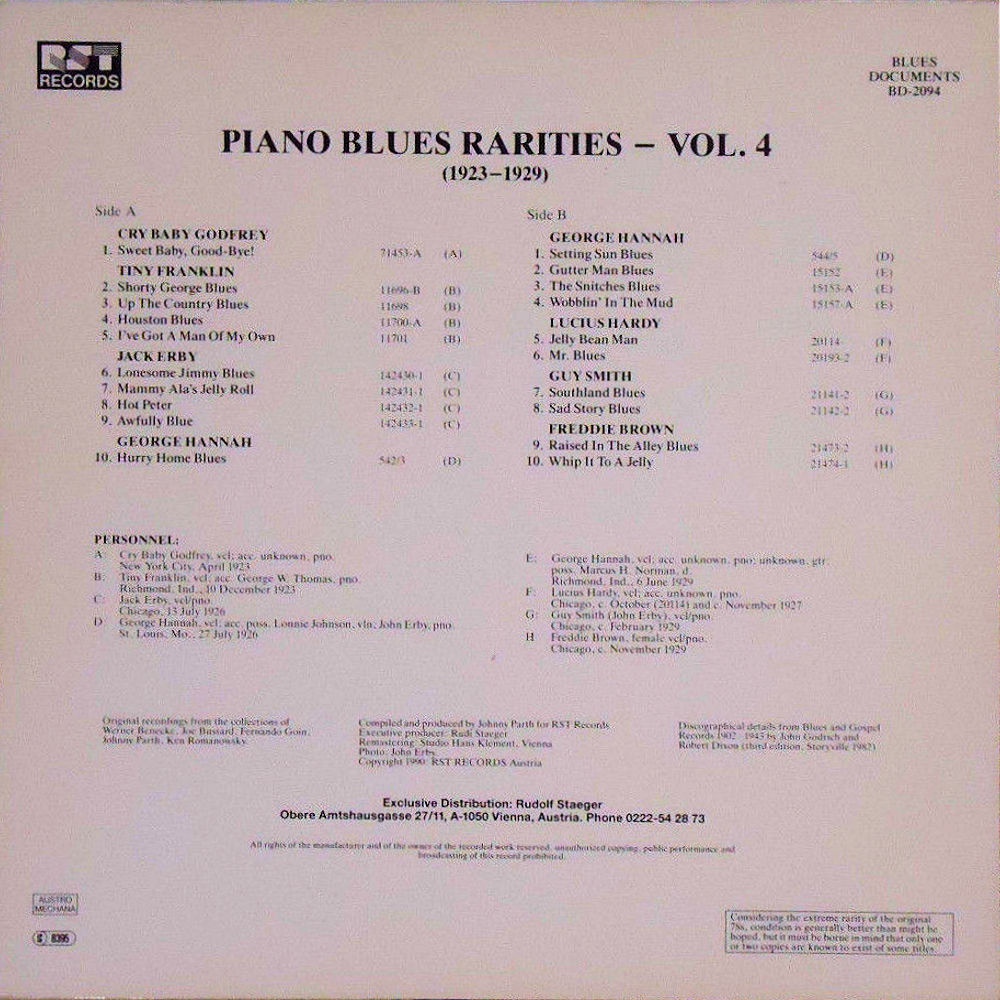 RST
RECORDS
BLUES
DOCUMENTS
BD-2094
PIANO BLUES RARITIES – VOL. 4
(1923–1929)
Side A
CRY BABY GODFREY
1. Sweet Baby, Good-Bye! 71453-A (A)
TINY FRANKLIN
2. Shorty George Blues 11696-B (B)
3. Up The Country Blues 11698 (B)
4. Houston Blues 11700-A (B)
5. I've Got A Man Of My Own 11701 (B)
JACK ERBY
6. Lonesome Jimmy Blues 142430-1 (C)
7. Mammy Ala's Jelly Roll 142431-1 (C)
8. Hot Peter 142432-1 (C)
9. Awfully Blue 142433-1 (C)
GEORGE HANNAH
10. Hurry Home Blues 542/3 (D)
Side B
GEORGE HANNAH
1. Setting Sun Blues 544/5 (D)
2. Gutter Man Blues 15152 (E)
3. The Snitches Blues 15153-A (E)
4. Wobblin' In The Mud 15157-A (E)
LUCIUS HARDY
5. Jelly Bean Man 20114- (F)
6. Mr. Blues 20193-2 (F)
GUY SMITH
7. Southland Blues 21141-2 (G)
8. Sad Story Blues 21142-2 (G)
FREDDIE BROWN
9. Raised In The Alley Blues 21473-2 (H)
10. Whip It To A Jelly 21474-1 (H)
PERSONNEL:
A: Cry Baby Godfrey, vcl; acc. unknown, pno.
New York City, April 1923
B: Tiny Franklin, vcl; acc. George W. Thomas, pno.
Richmond, Ind., 10 December 1923
C: Jack Erby, vcl/pno.
Chicago, 13 July 1926
D: George Hannah, vcl; acc. poss. Lonnie Johnson, vln; John Erby, pno.
St. Louis, Mo., 27 July 1926
E: George Hannah, vcl; acc. unknown, pno; unknown, gtr;
poss. Marcus H. Norman, d.
Richmond, Ind., 6 June 1929
F: Lucius Hardy, vcl; acc. unknown, pno.
Chicago, c. October (20114) and c. November 1927
G: Guy Smith (John Erby), vcl/pno.
Chicago, c. February 1929
H Freddie Brown, female vcl/pno.
Chicago, c. November 1929
Original recordings from the collections of
Werner Benecke, Joe Bussard, Fernando Goin,
Johnny Parth, Ken Romanowsky.
Compiled and produced by Johnny Parth for RST Records
Executive producer: Rudi Staeger
Remastering: Studio Hans Klement, Vienna
Photo: John Erby
Copyright 1990: RST RECORDS Austria
Discographical details from Blues and Gospel
Records 1902–1943 by John Godrich and
Robert Dixon (third edition, Storyville 1982)
Exclusive Distribution: Rudolf Staeger
Obere Amtshausgasse 27/11, A-1050 Vienna, Austria. Phone 0222-54 28 73
All rights of the manufacturer and of the owner of the recorded work reserved, unauthorized copying, public performance and
broadcasting of this record prohibited.
AUSTRO
MECHANA
8395
Considering the extreme rarity of the original
78s, condition is generally better than might be
hoped, but it must be borne in mind that only one
or two copies are known to exist of some titles.